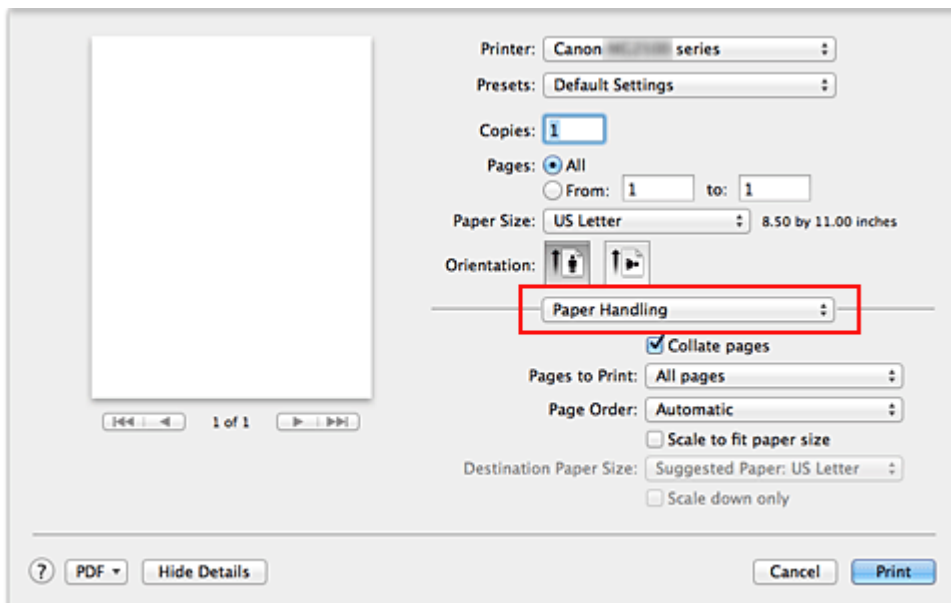 Printer: Canon series
Presets: Default Settings
Copies: 1
Pages: All
From: 1 to: 1
Paper Size: US Letter 8.50 by 11.00 inches
Orientation:
Paper Handling
Collate pages
Pages to Print: All pages
Page Order: Automatic
1 of 1
Scale to fit paper size
Destination Paper Size: Suggested Paper: US Letter
Scale down only
? PDF Hide Details Cancel Print